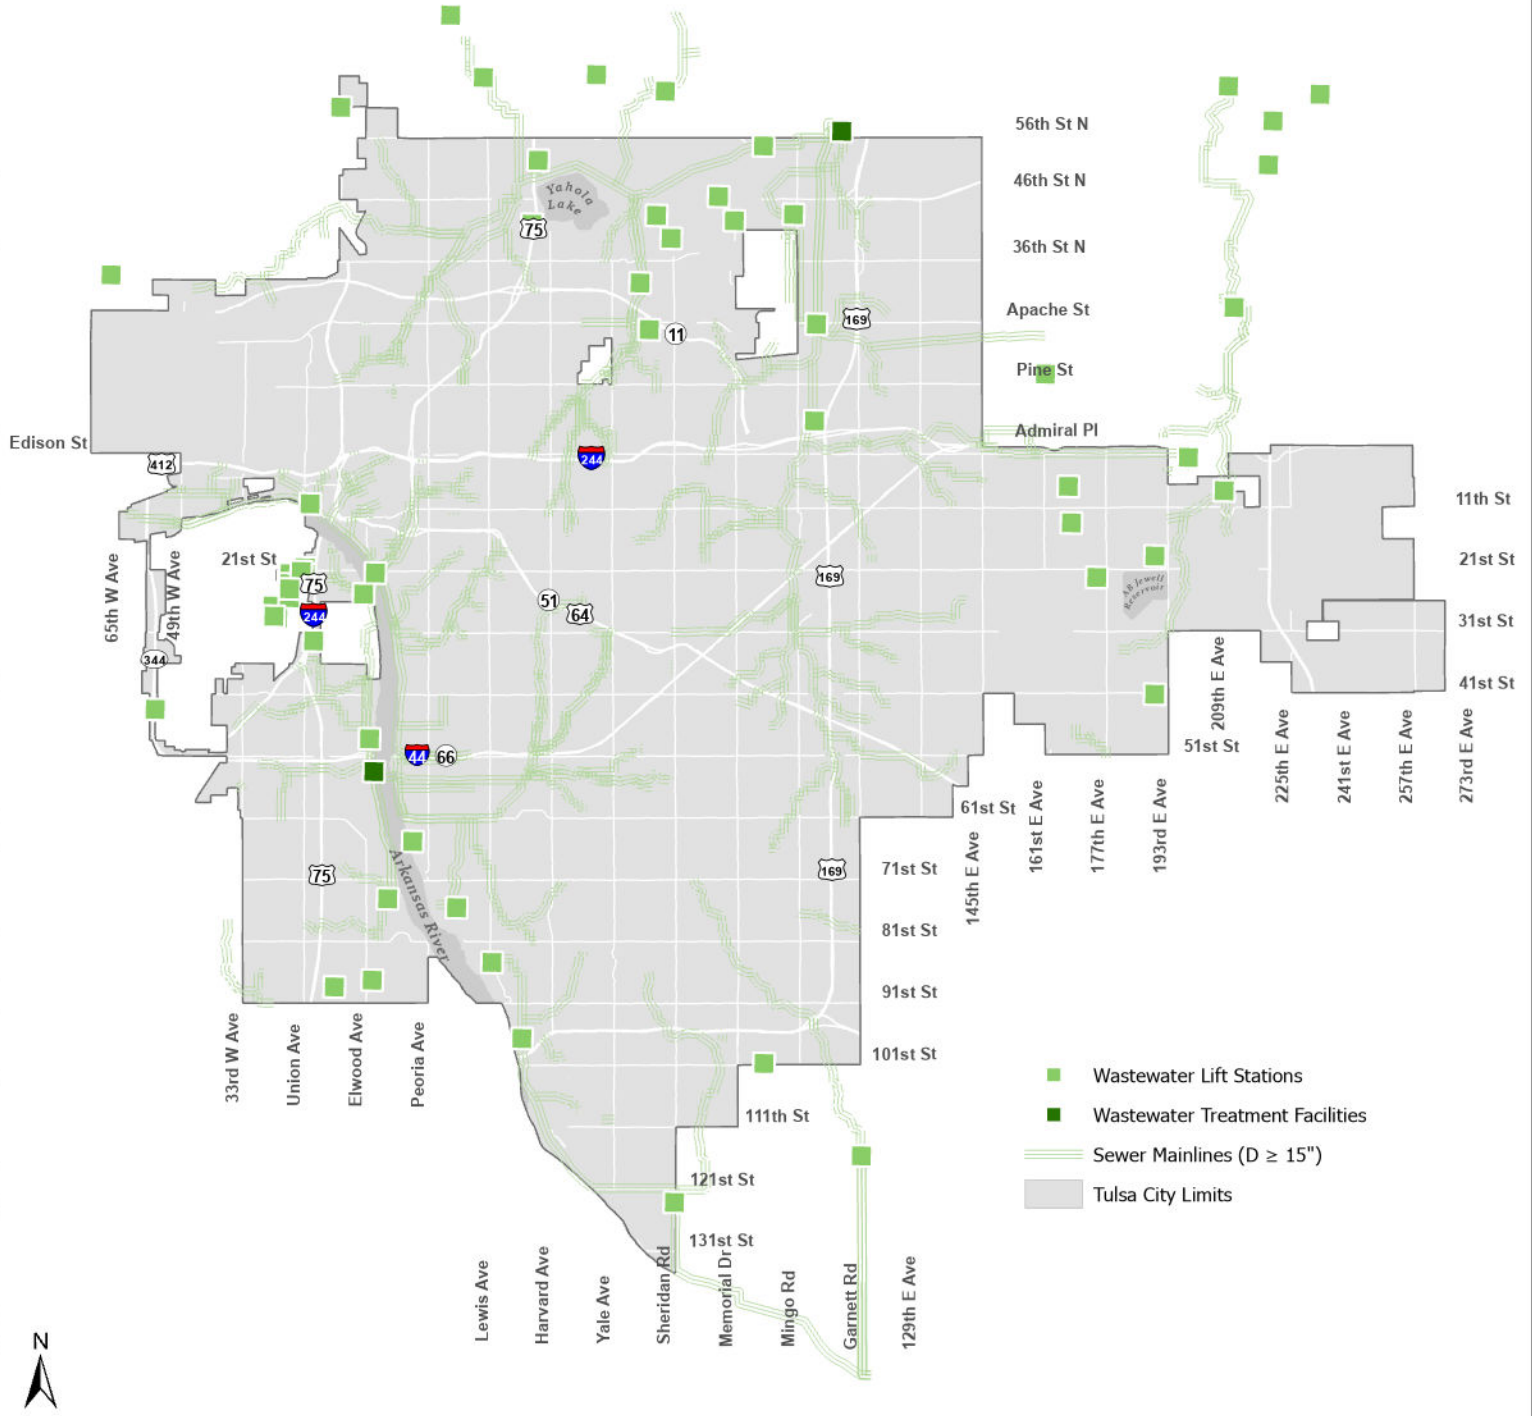 56th St N
46th St N
Yahola
Lake
75
36th St N
Apache St
169
11
Pine St
Admiral Pl
Edison St
412
244
11th St
21st St
21st St
75
169
AB Jewell
Reservoir
65th W Ave
49th W Ave
51
64
244
31st St
344
209th E Ave
41st St
51st St
44
66
225th E Ave
241st E Ave
257th E Ave
273rd E Ave
61st St
161st E Ave
177th E Ave
193rd E Ave
145th E Ave
75
Arkansas River
169
71st St
81st St
91st St
33rd W Ave
Union Ave
Elwood Ave
Peoria Ave
101st St
Wastewater Lift Stations
111th St
Wastewater Treatment Facilities
Sewer Mainlines (D ≥ 15")
121st St
Tulsa City Limits
131st St
Lewis Ave
Harvard Ave
Yale Ave
Sheridan Rd
Memorial Dr
Mingo Rd
Garnett Rd
129th E Ave
N